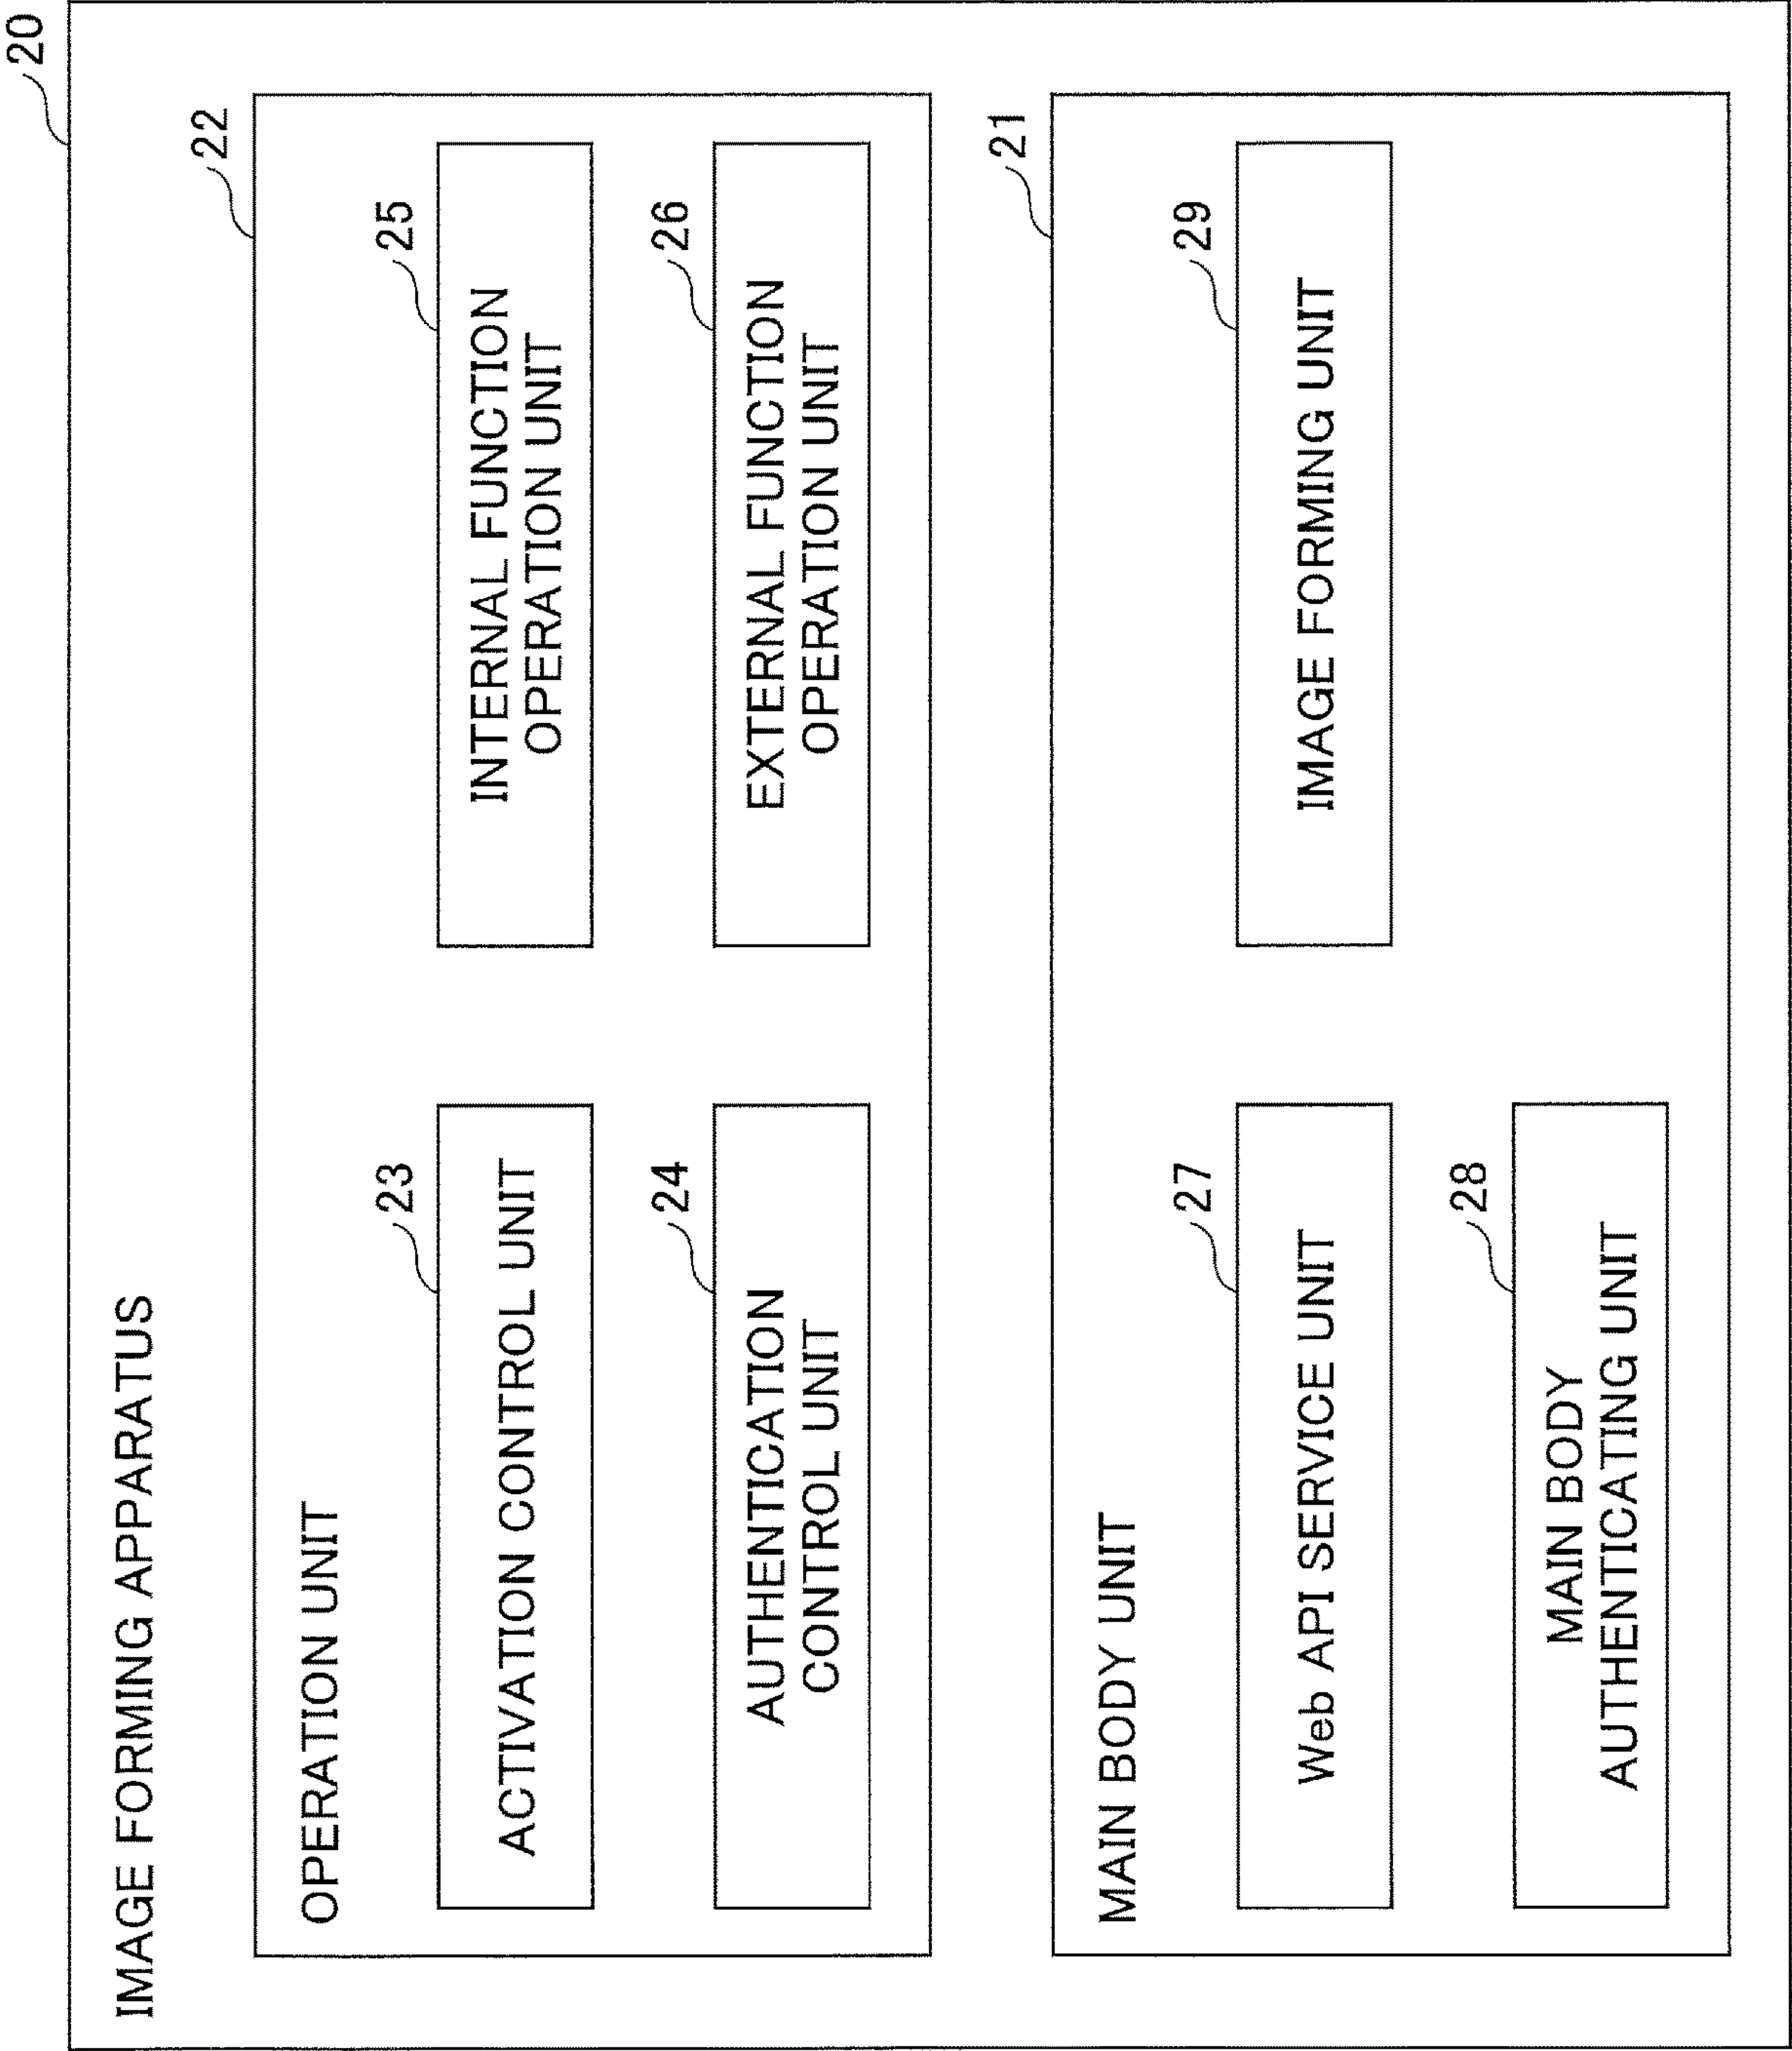 20
IMAGE FORMING APPARATUS
22
OPERATION UNIT
23
ACTIVATION CONTROL UNIT
25
INTERNAL FUNCTION
OPERATION UNIT
24
AUTHENTICATION
CONTROL UNIT
26
EXTERNAL FUNCTION
OPERATION UNIT
21
MAIN BODY UNIT
27
Web API SERVICE UNIT
29
IMAGE FORMING UNIT
28
MAIN BODY
AUTHENTICATING UNIT